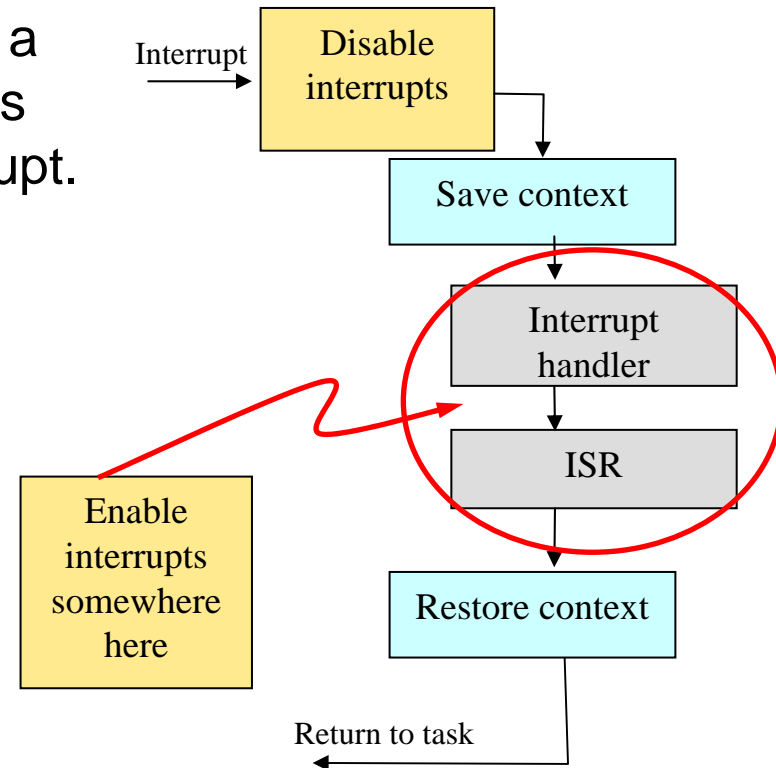 a
s
upt.
Interrupt
Disable
interrupts
Save context
Interrupt
handler
ISR
Enable
interrupts
somewhere
here
Restore context
Return to task